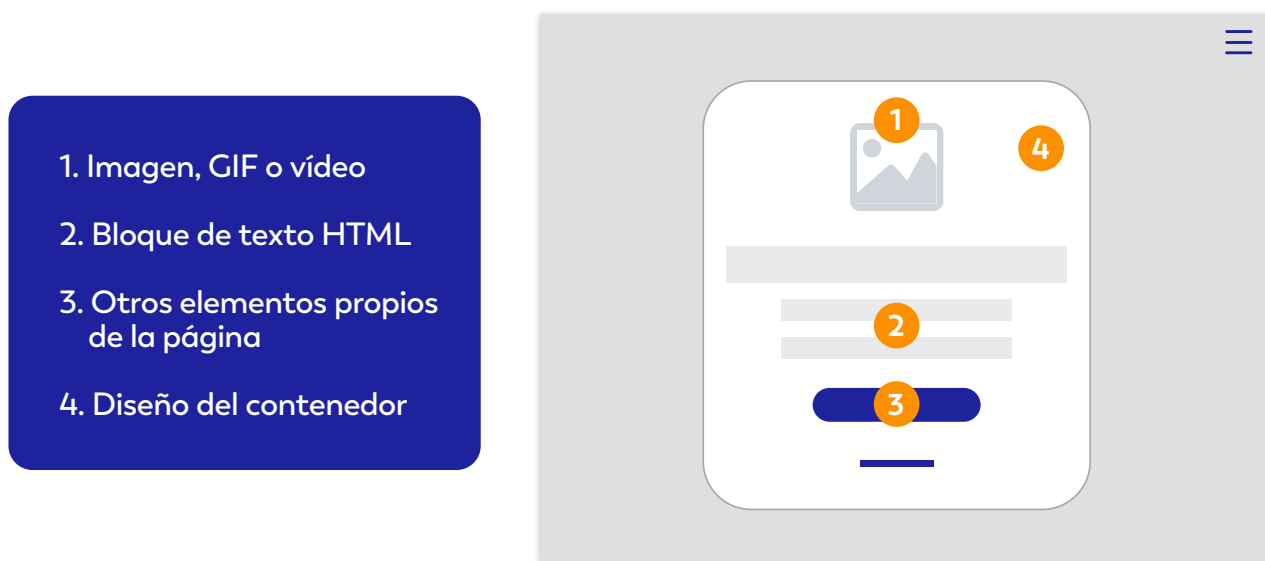 1. Imagen, GIF o vídeo
2. Bloque de texto HTML
3. Otros elementos propios
de la página
4. Diseño del contenedor
1
4
2
3